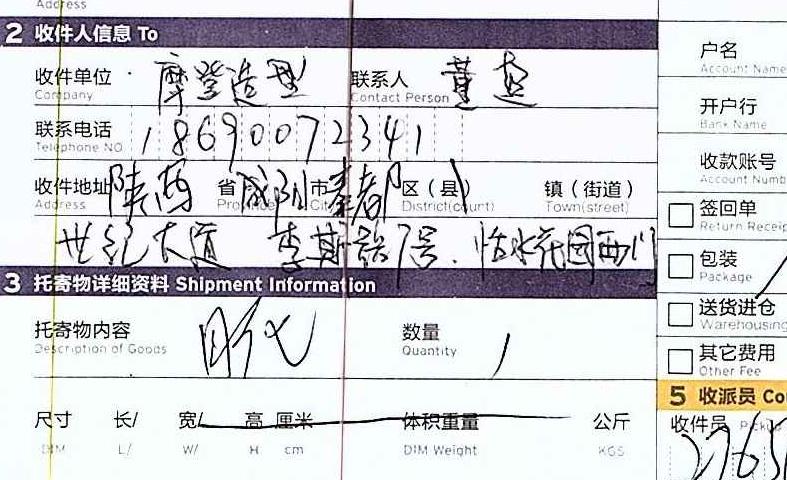 Address
2 收件人信息 To
收件单位 摩登造型 联系人 董超
Company Contact Person
户名
Account Name
联系电话 18690072341
Telephone NO
开户行
Bank Name
收件地址 陕西 省 咸阳 市 秦都 区（县） 镇（街道）
Address Province City District(county) Town(street)
收款账号
Account Numb
世纪大道 李斯 7号、怡水花园西门
签回单
Return Receip
包装
Package
3 托寄物详细资料 Shipment Information
托寄物内容 数量 1
Description of Goods Quantity
送货进仓
Warehousing
其它费用
Other Fee
5 收派员 Cou
尺寸 长/ 宽/ 高 厘米 体积重量 公斤
DIM L/ W/ H cm DIM Weight KGS
收件员 Pickup
2765